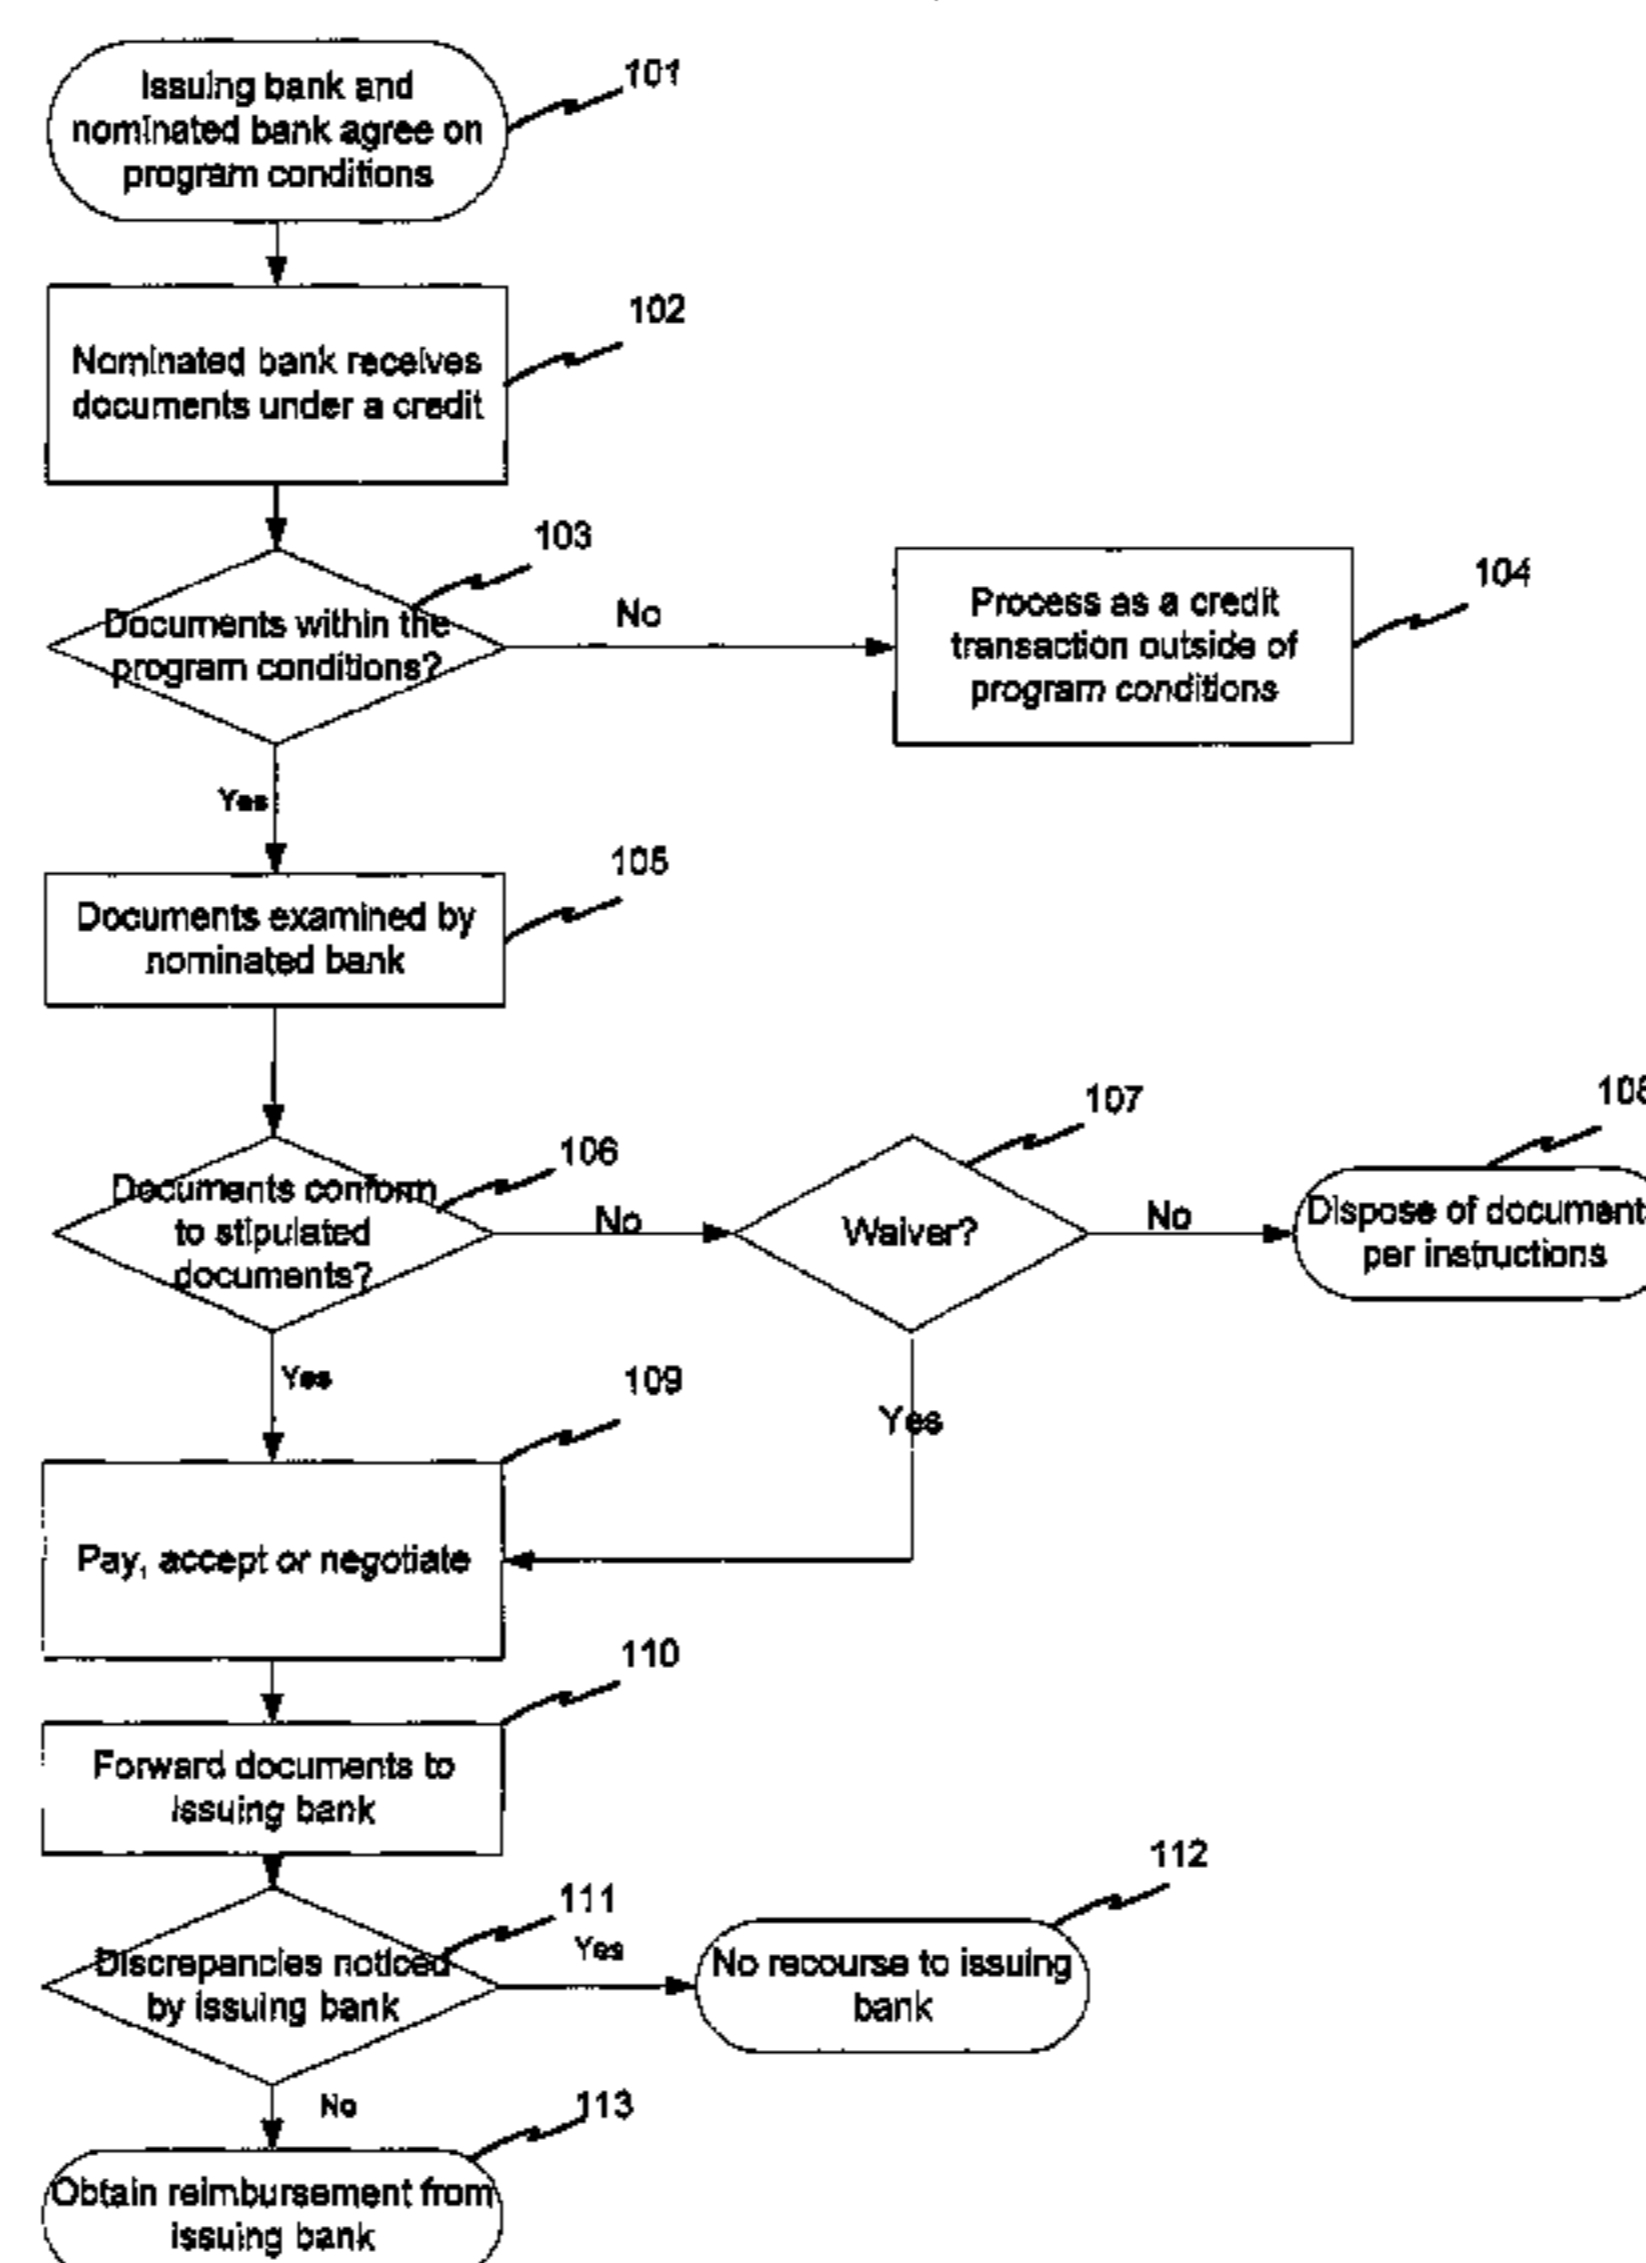 101
Issuing bank and
nominated bank agree on
program conditions
102
Nominated bank receives
documents under a credit
103
Documents within the
program conditions?
No
104
Process as a credit
transaction outside of
program conditions
Yes
105
Documents examined by
nominated bank
106
Documents conform
to stipulated
documents?
No
107
Waiver?
No
108
Dispose of documents
per instructions
Yes
Yes
109
Pay, accept or negotiate
110
Forward documents to
issuing bank
111
Discrepancies noticed
by issuing bank
Yes
112
No recourse to issuing
bank
No
113
Obtain reimbursement from
issuing bank